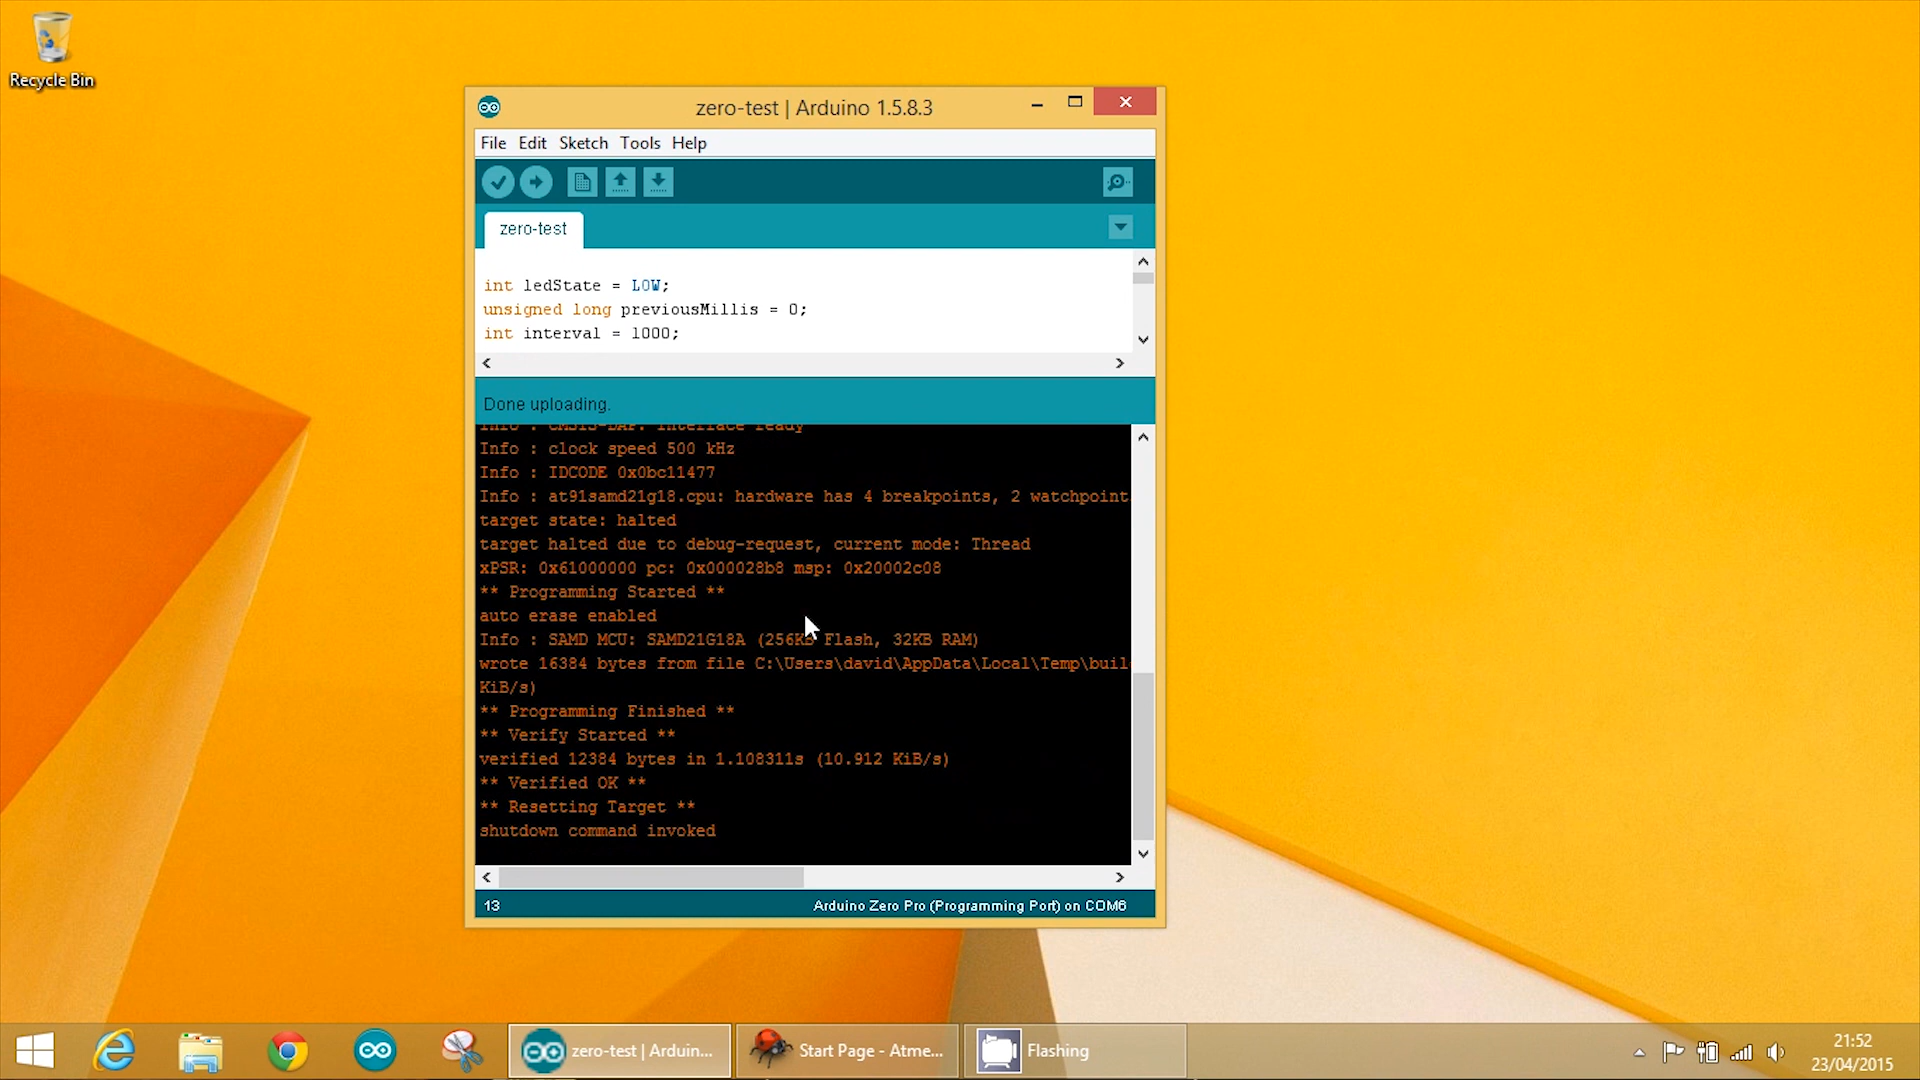 Recycle Bin
zero-test | Arduino 1.5.8.3
File Edit Sketch Tools Help
zero-test
int ledState = LOW;
unsigned long previousMillis = 0;
int interval = 1000;
Done uploading.
Info : CMSIS-DAP: Interface ready
Info : clock speed 500 kHz
Info : IDCODE 0x0bc11477
Info : at91samd21g18.cpu: hardware has 4 breakpoints, 2 watchpoint
target state: halted
target halted due to debug-request, current mode: Thread
xPSR: 0x61000000 pc: 0x000028b8 msp: 0x20002c08
** Programming Started **
auto erase enabled
Info : SAMD MCU: SAMD21G18A (256KB Flash, 32KB RAM)
wrote 16384 bytes from file C:\Users\david\AppData\Local\Temp\buil
KiB/s)
** Programming Finished **
** Verify Started **
verified 12384 bytes in 1.108311s (10.912 KiB/s)
** Verified OK **
** Resetting Target **
shutdown command invoked
13 Arduino Zero Pro (Programming Port) on COM6
zero-test | Arduin... Start Page - Atme... Flashing
21:52
23/04/2015